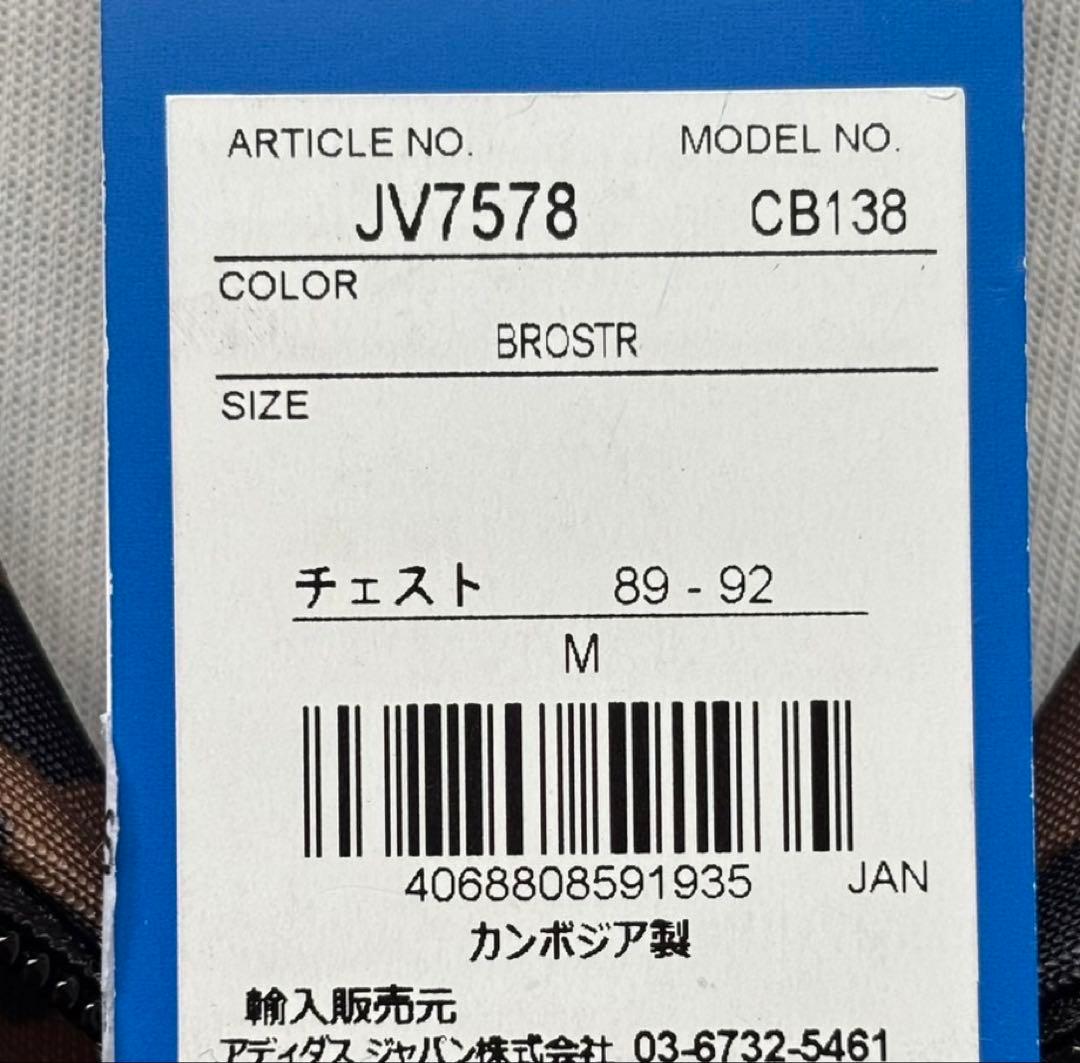 ARTICLE NO. MODEL NO.
JV7578 CB138
COLOR
BROSTR
SIZE
チェスト 89 - 92
M
4068808591935 JAN
カンボジア製
輸入販売元
アディダス ジャパン株式会社 03-6732-5461